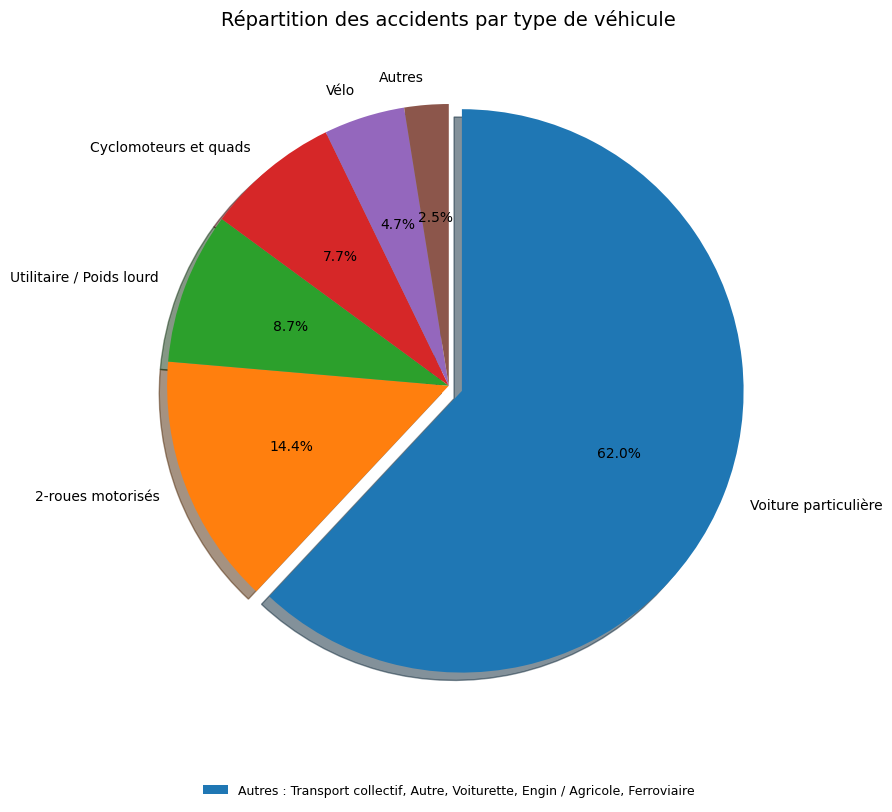 Répartition des accidents par type de véhicule
Autres
Vélo
Cyclomoteurs et quads
2.5%
4.7%
7.7%
Utilitaire / Poids lourd
8.7%
14.4%
62.0%
2-roues motorisés
Voiture particulière
Autres : Transport collectif, Autre, Voiturette, Engin / Agricole, Ferroviaire